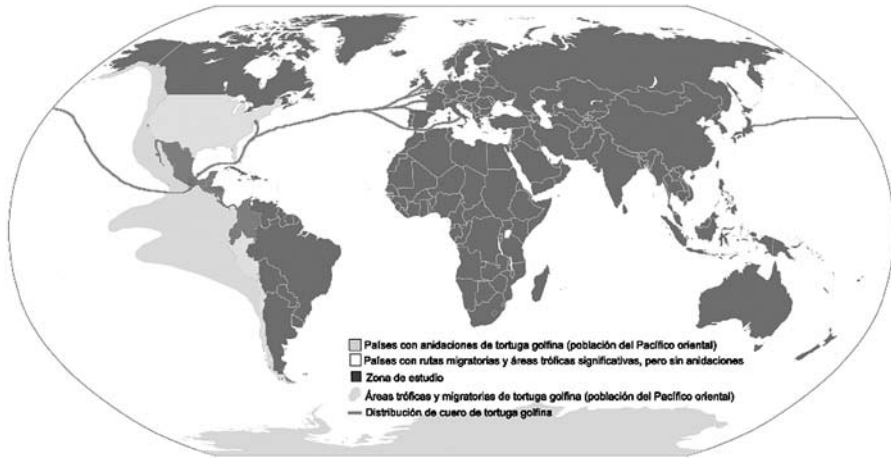 Países con anidaciones de tortuga golfina (población del Pacífico oriental)
Países con rutas migratorias y áreas tróficas significativas, pero sin anidaciones
Zona de estudio
Áreas tróficas y migratorias de tortuga golfina (población del Pacífico oriental)
Distribución de cuero de tortuga golfina